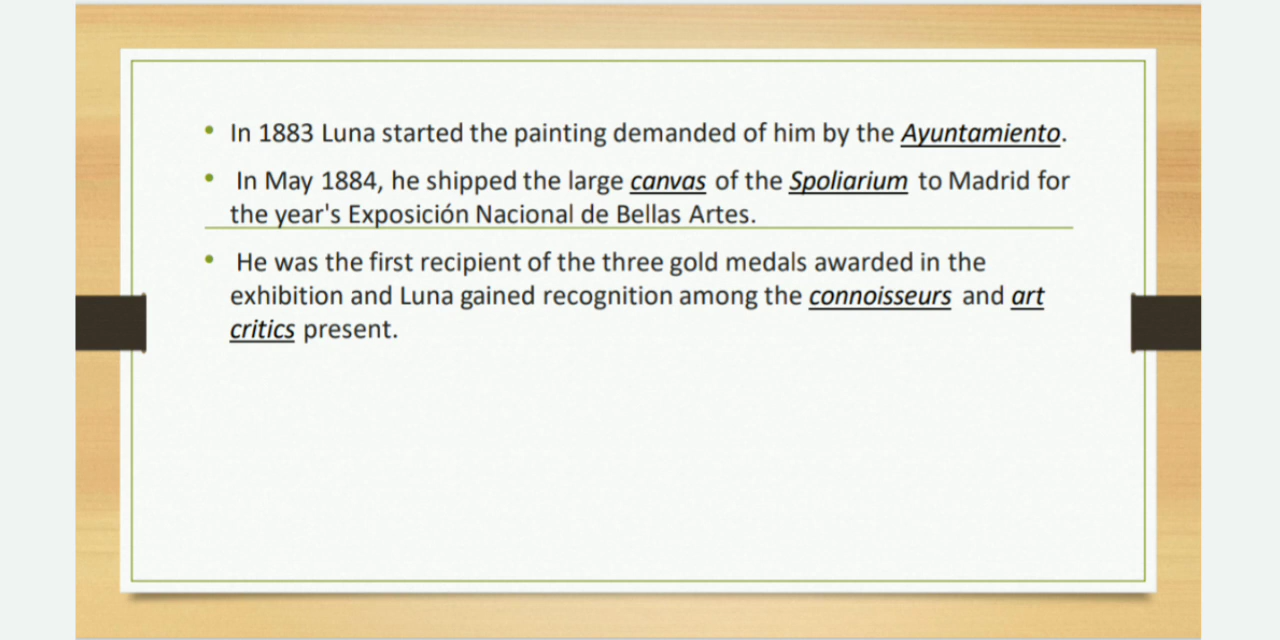 • In 1883 Luna started the painting demanded of him by the Ayuntamiento.
• In May 1884, he shipped the large canvas of the Spoliarium to Madrid for
the year's Exposición Nacional de Bellas Artes.
• He was the first recipient of the three gold medals awarded in the
exhibition and Luna gained recognition among the connoisseurs and art
critics present.